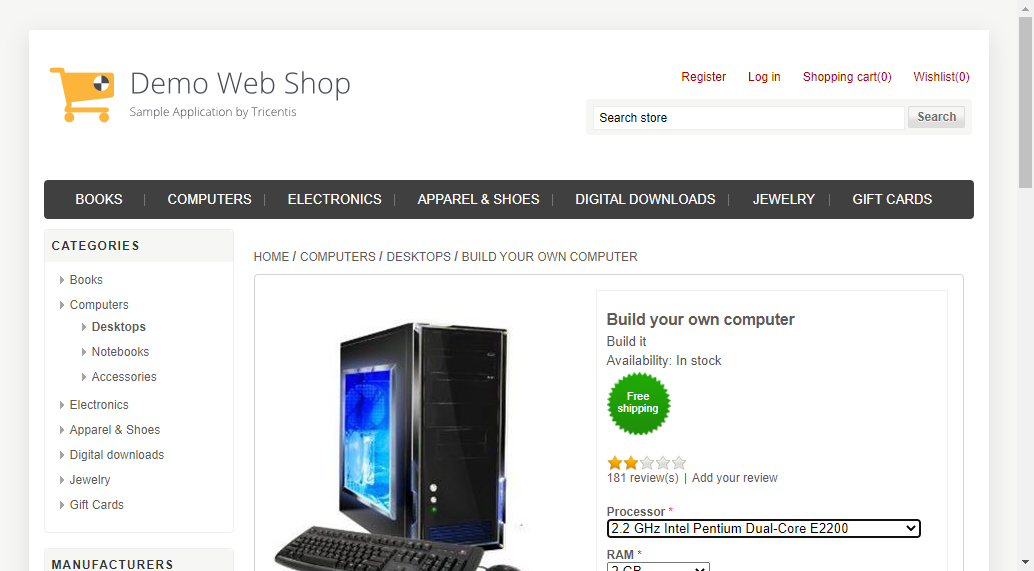 Demo Web Shop
Sample Application by Tricentis
Register Log in Shopping cart(0) Wishlist(0)
Search store Search
BOOKS COMPUTERS ELECTRONICS APPAREL & SHOES DIGITAL DOWNLOADS JEWELRY GIFT CARDS
CATEGORIES
Books
Computers
Desktops
Notebooks
Accessories
Electronics
Apparel & Shoes
Digital downloads
Jewelry
Gift Cards
MANUFACTURERS
HOME / COMPUTERS / DESKTOPS / BUILD YOUR OWN COMPUTER
Build your own computer
Build it
Availability: In stock
Free
shipping
181 review(s) | Add your review
Processor *
2.2 GHz Intel Pentium Dual-Core E2200
RAM *
2 GB